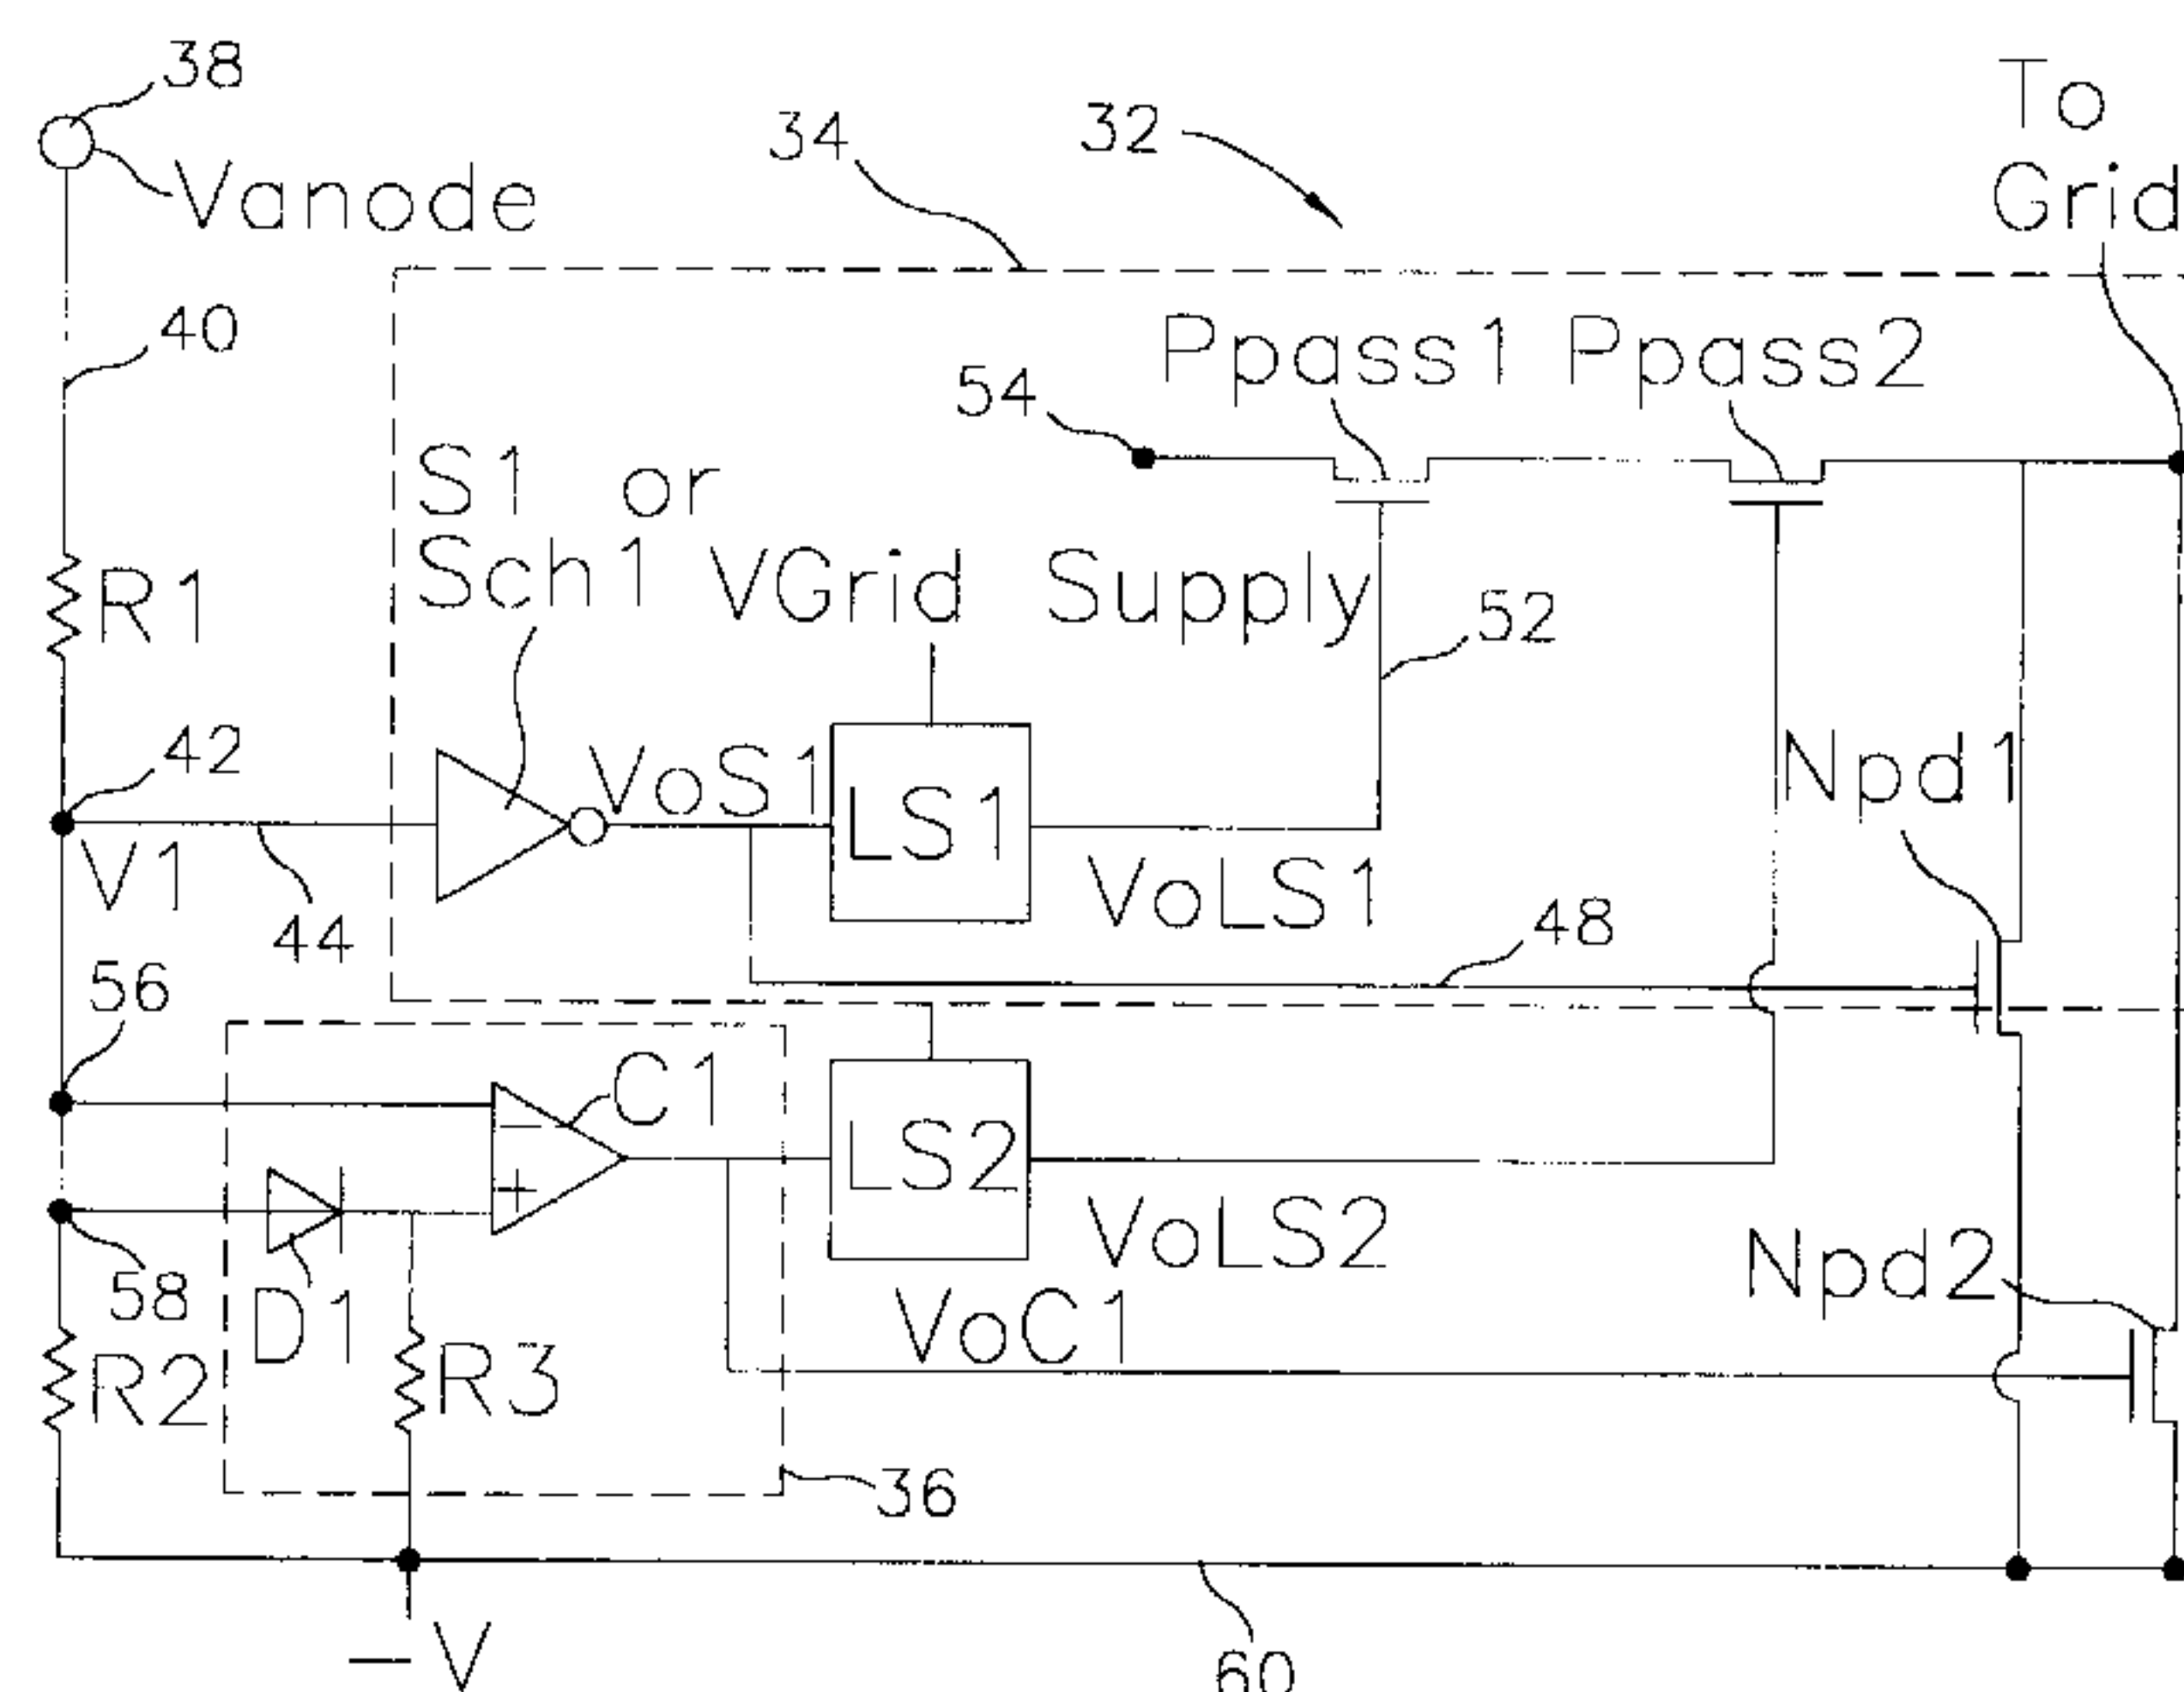 38
Vanode
34
32
To
Grid
40
Ppass1
Ppass2
54
S1 or
Sch1
VGrid Supply
R1
52
42
VoS1
Npd1
LS1
V1
VoLS1
44
48
56
C1
−
+
LS2
VoLS2
58
D1
Npd2
VoC1
R2
R3
36
−V
60